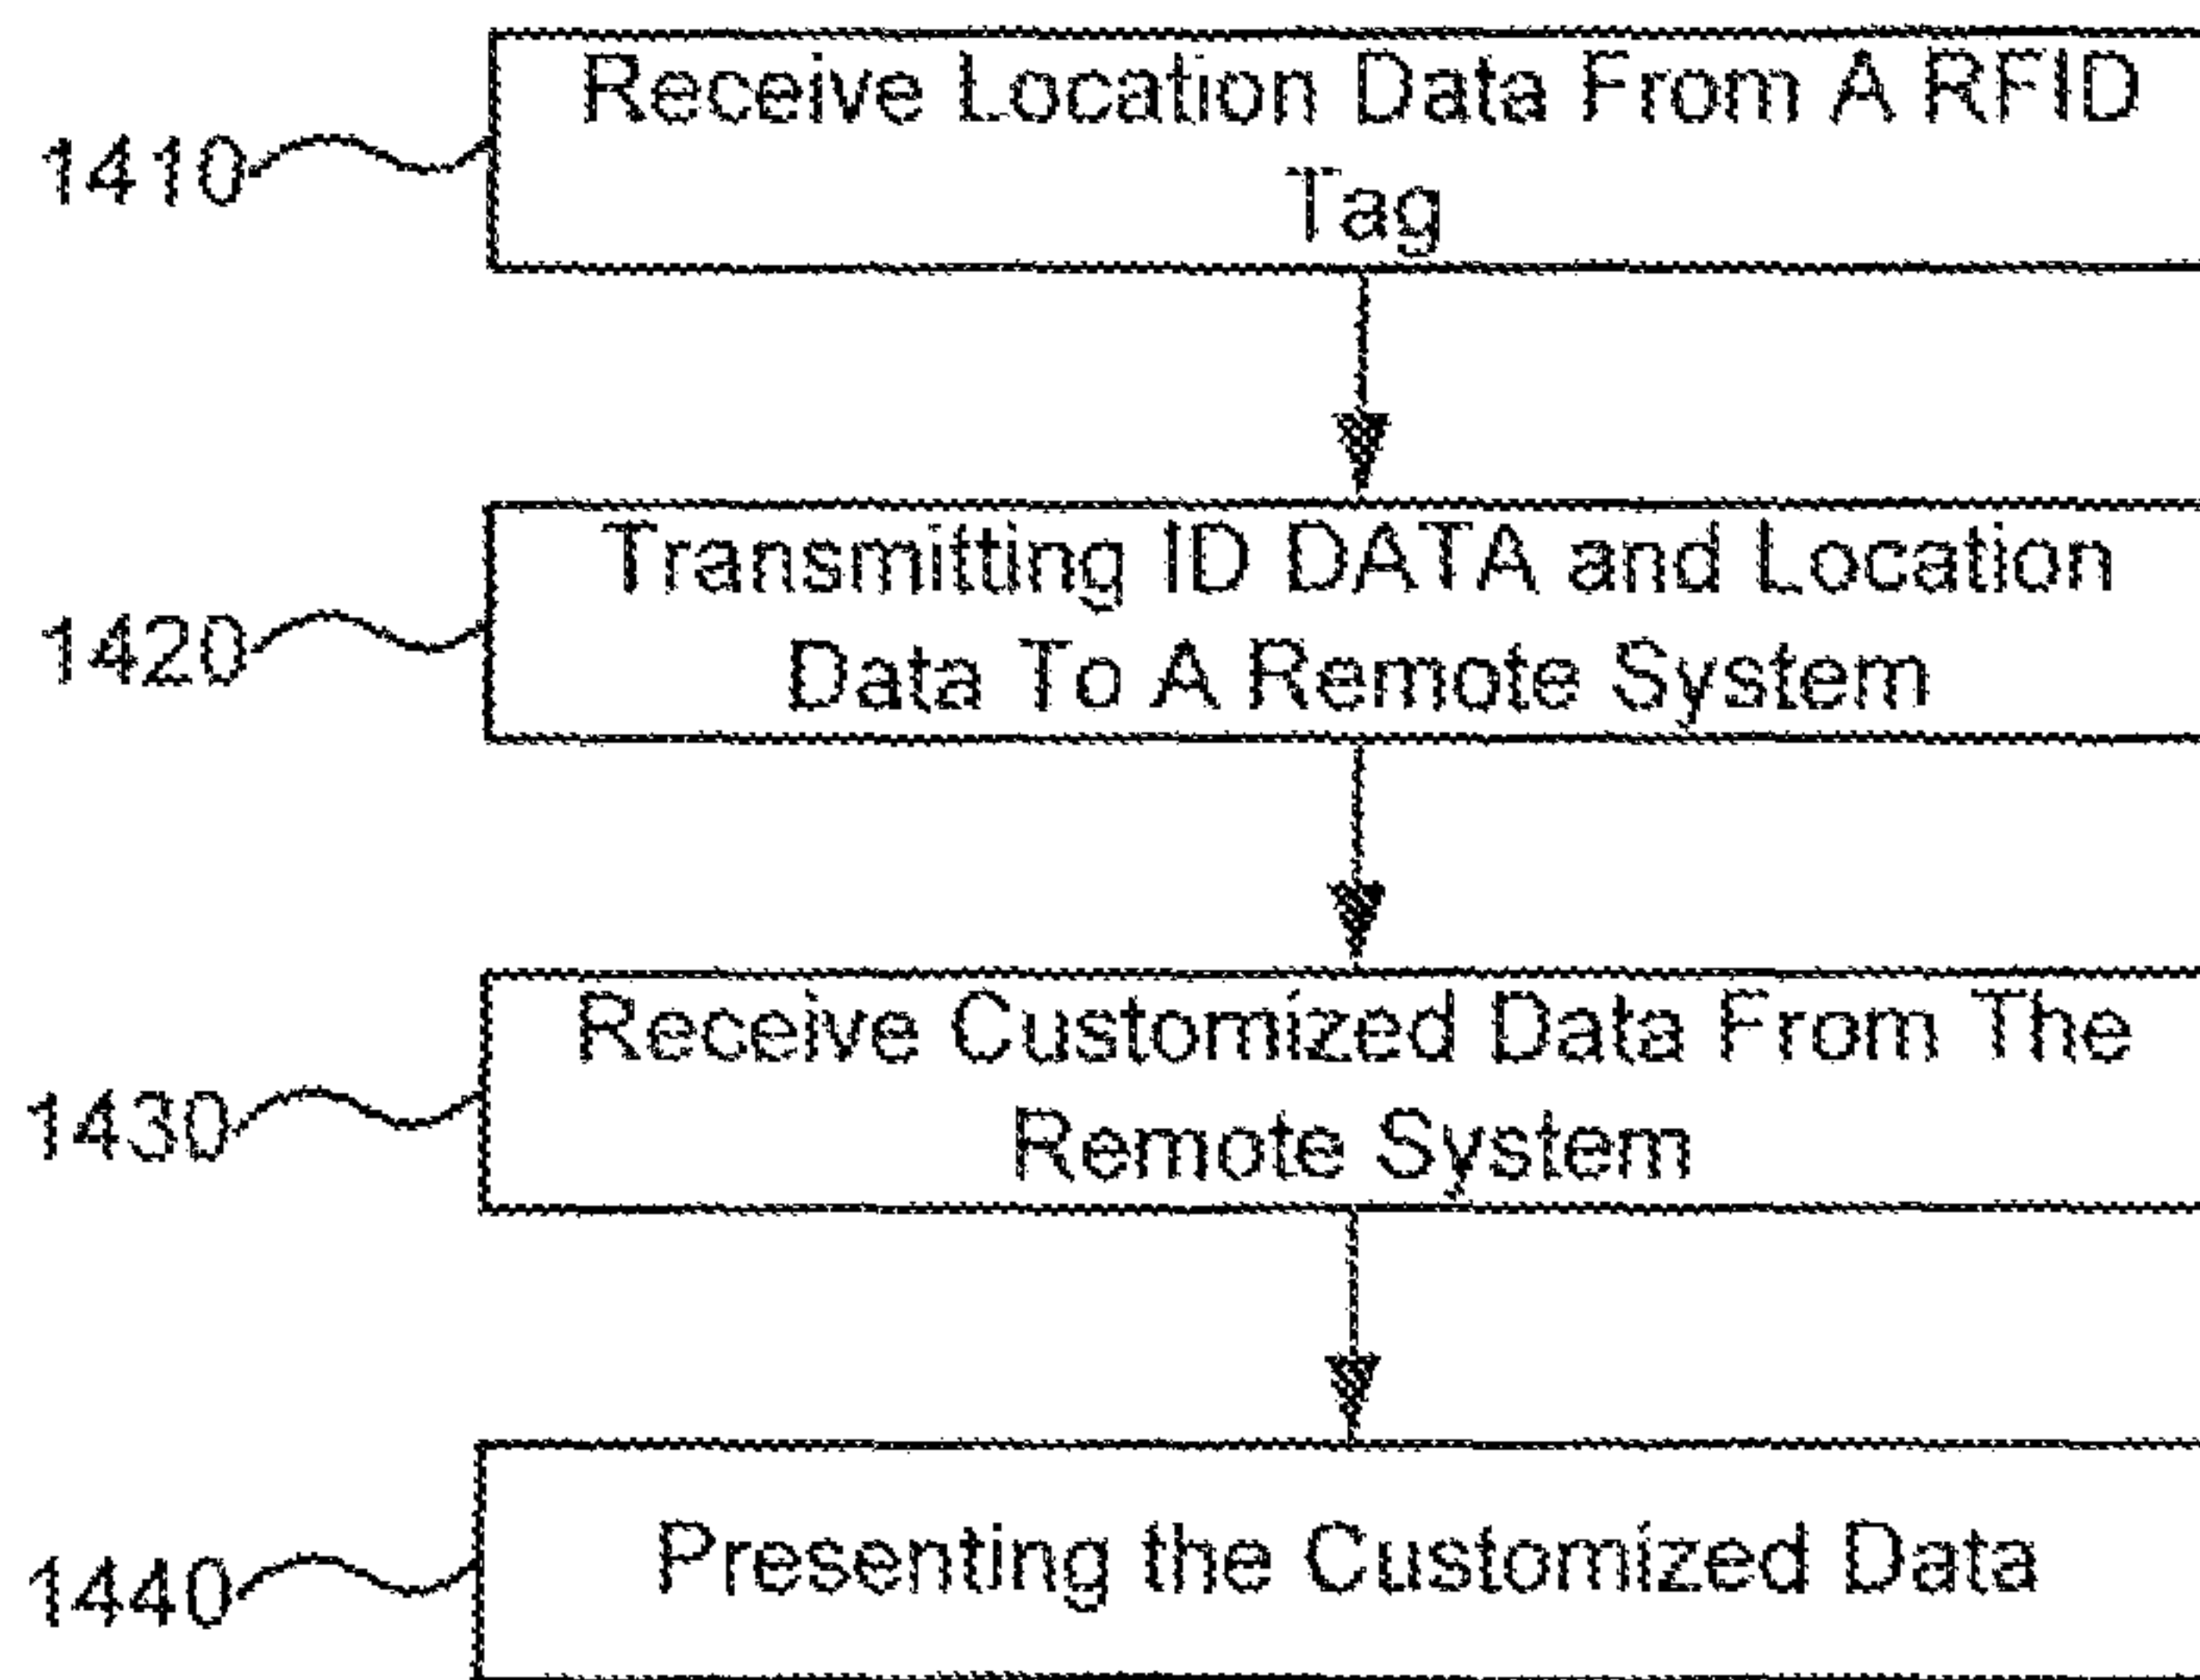 Receive Location Data From A RFID
Tag
1410
Transmitting ID DATA and Location
Data To A Remote System
1420
Receive Customized Data From The
Remote System
1430
Presenting the Customized Data
1440